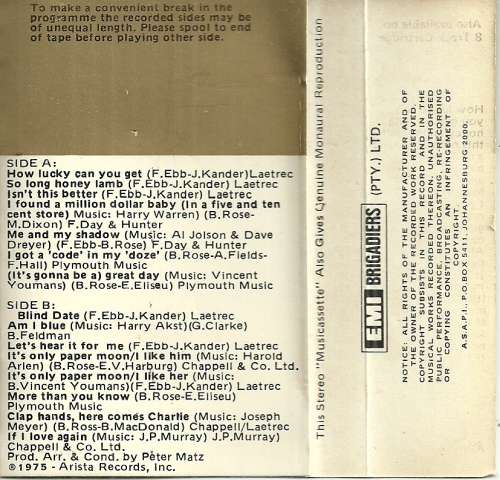 To make a convenient break in the
programme the recorded sides may be
of unequal length. Please spool to end
of tape before playing other side.
SIDE A:
How lucky can you get (F.Ebb-J.Kander)Laetrec
So long honey lamb (F.Ebb-J.Kander) Laetrec
Isn't this better (F.Ebb-J.Kander) Laetrec
I found a million dollar baby (In a five and ten
cent store) Music: Harry Warren) (B.Rose-
M.Dixon) F.Day & Hunter
Me and my shadow (Music: Al Jolson & Dave
Dreyer) (F.Ebb-B.Rose) F.Day & Hunter
I got a 'code' in my 'doze' (B.Rose-A.Fields-
F.Hall) Plymouth Music
(It's gonna be a) great day (Music: Vincent
Youmans) (B.Rose-E.Eliseu) Plymouth Music
SIDE B:
Blind Date (F.Ebb-J.Kander) Laetrec
Am I blue (Music: Harry Akst)(G.Clarke)
B.Feldman
Let's hear it for me (F.Ebb-J.Kander) Laetrec
It's only paper moon/I like him (Music: Harold
Arlen) (B.Rose-E.V.Harburg) Chappell & Co. Ltd.
It's only paper moon/I like her (Music:
B.Vincent Youmans)(F.Ebb-J.Kander) Laetrec
More than you know (B.Rose-E.Eliseu)
Plymouth Music
Clap hands, here comes Charlie (Music: Joseph
Meyer) (B.Ross-B.MacDonald) Chappell/Laetrec
If I love again (Music: J.P.Murray) J.P.Murray)
Chappell & Co. Ltd.
Prod. Arr. & Cond. by Peter Matz
℗1975 - Arista Records, Inc.
This Stereo "Musicassette" Also Gives Genuine Monaural Reproduction
EMI BRIGADIERS (PTY.) LTD.
NOTICE: ALL RIGHTS OF THE MANUFACTURER AND OF
THE OWNER OF THE RECORDED WORK RESERVED.
COPYRIGHT SUBSISTS IN THIS RECORD AND IN THE
MUSICAL WORKS RECORDED THEREON. UNAUTHORISED
PUBLIC PERFORMANCE, BROADCASTING, RE-RECORDING
OR COPYING CONSTITUTES AN INFRINGEMENT OF
COPYRIGHT.
A.S.A.P.I., P.O.BOX 5411, JOHANNESBURG 2000.